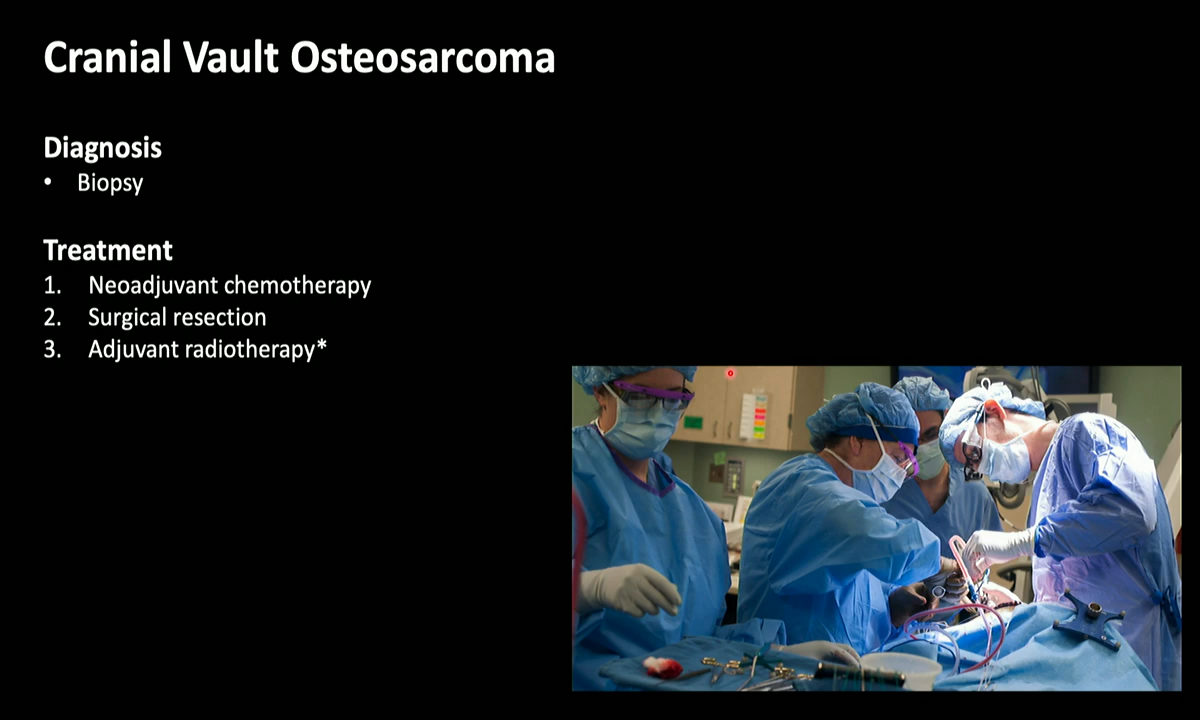 Cranial Vault Osteosarcoma
Diagnosis
• Biopsy
Treatment
1. Neoadjuvant chemotherapy
2. Surgical resection
3. Adjuvant radiotherapy*